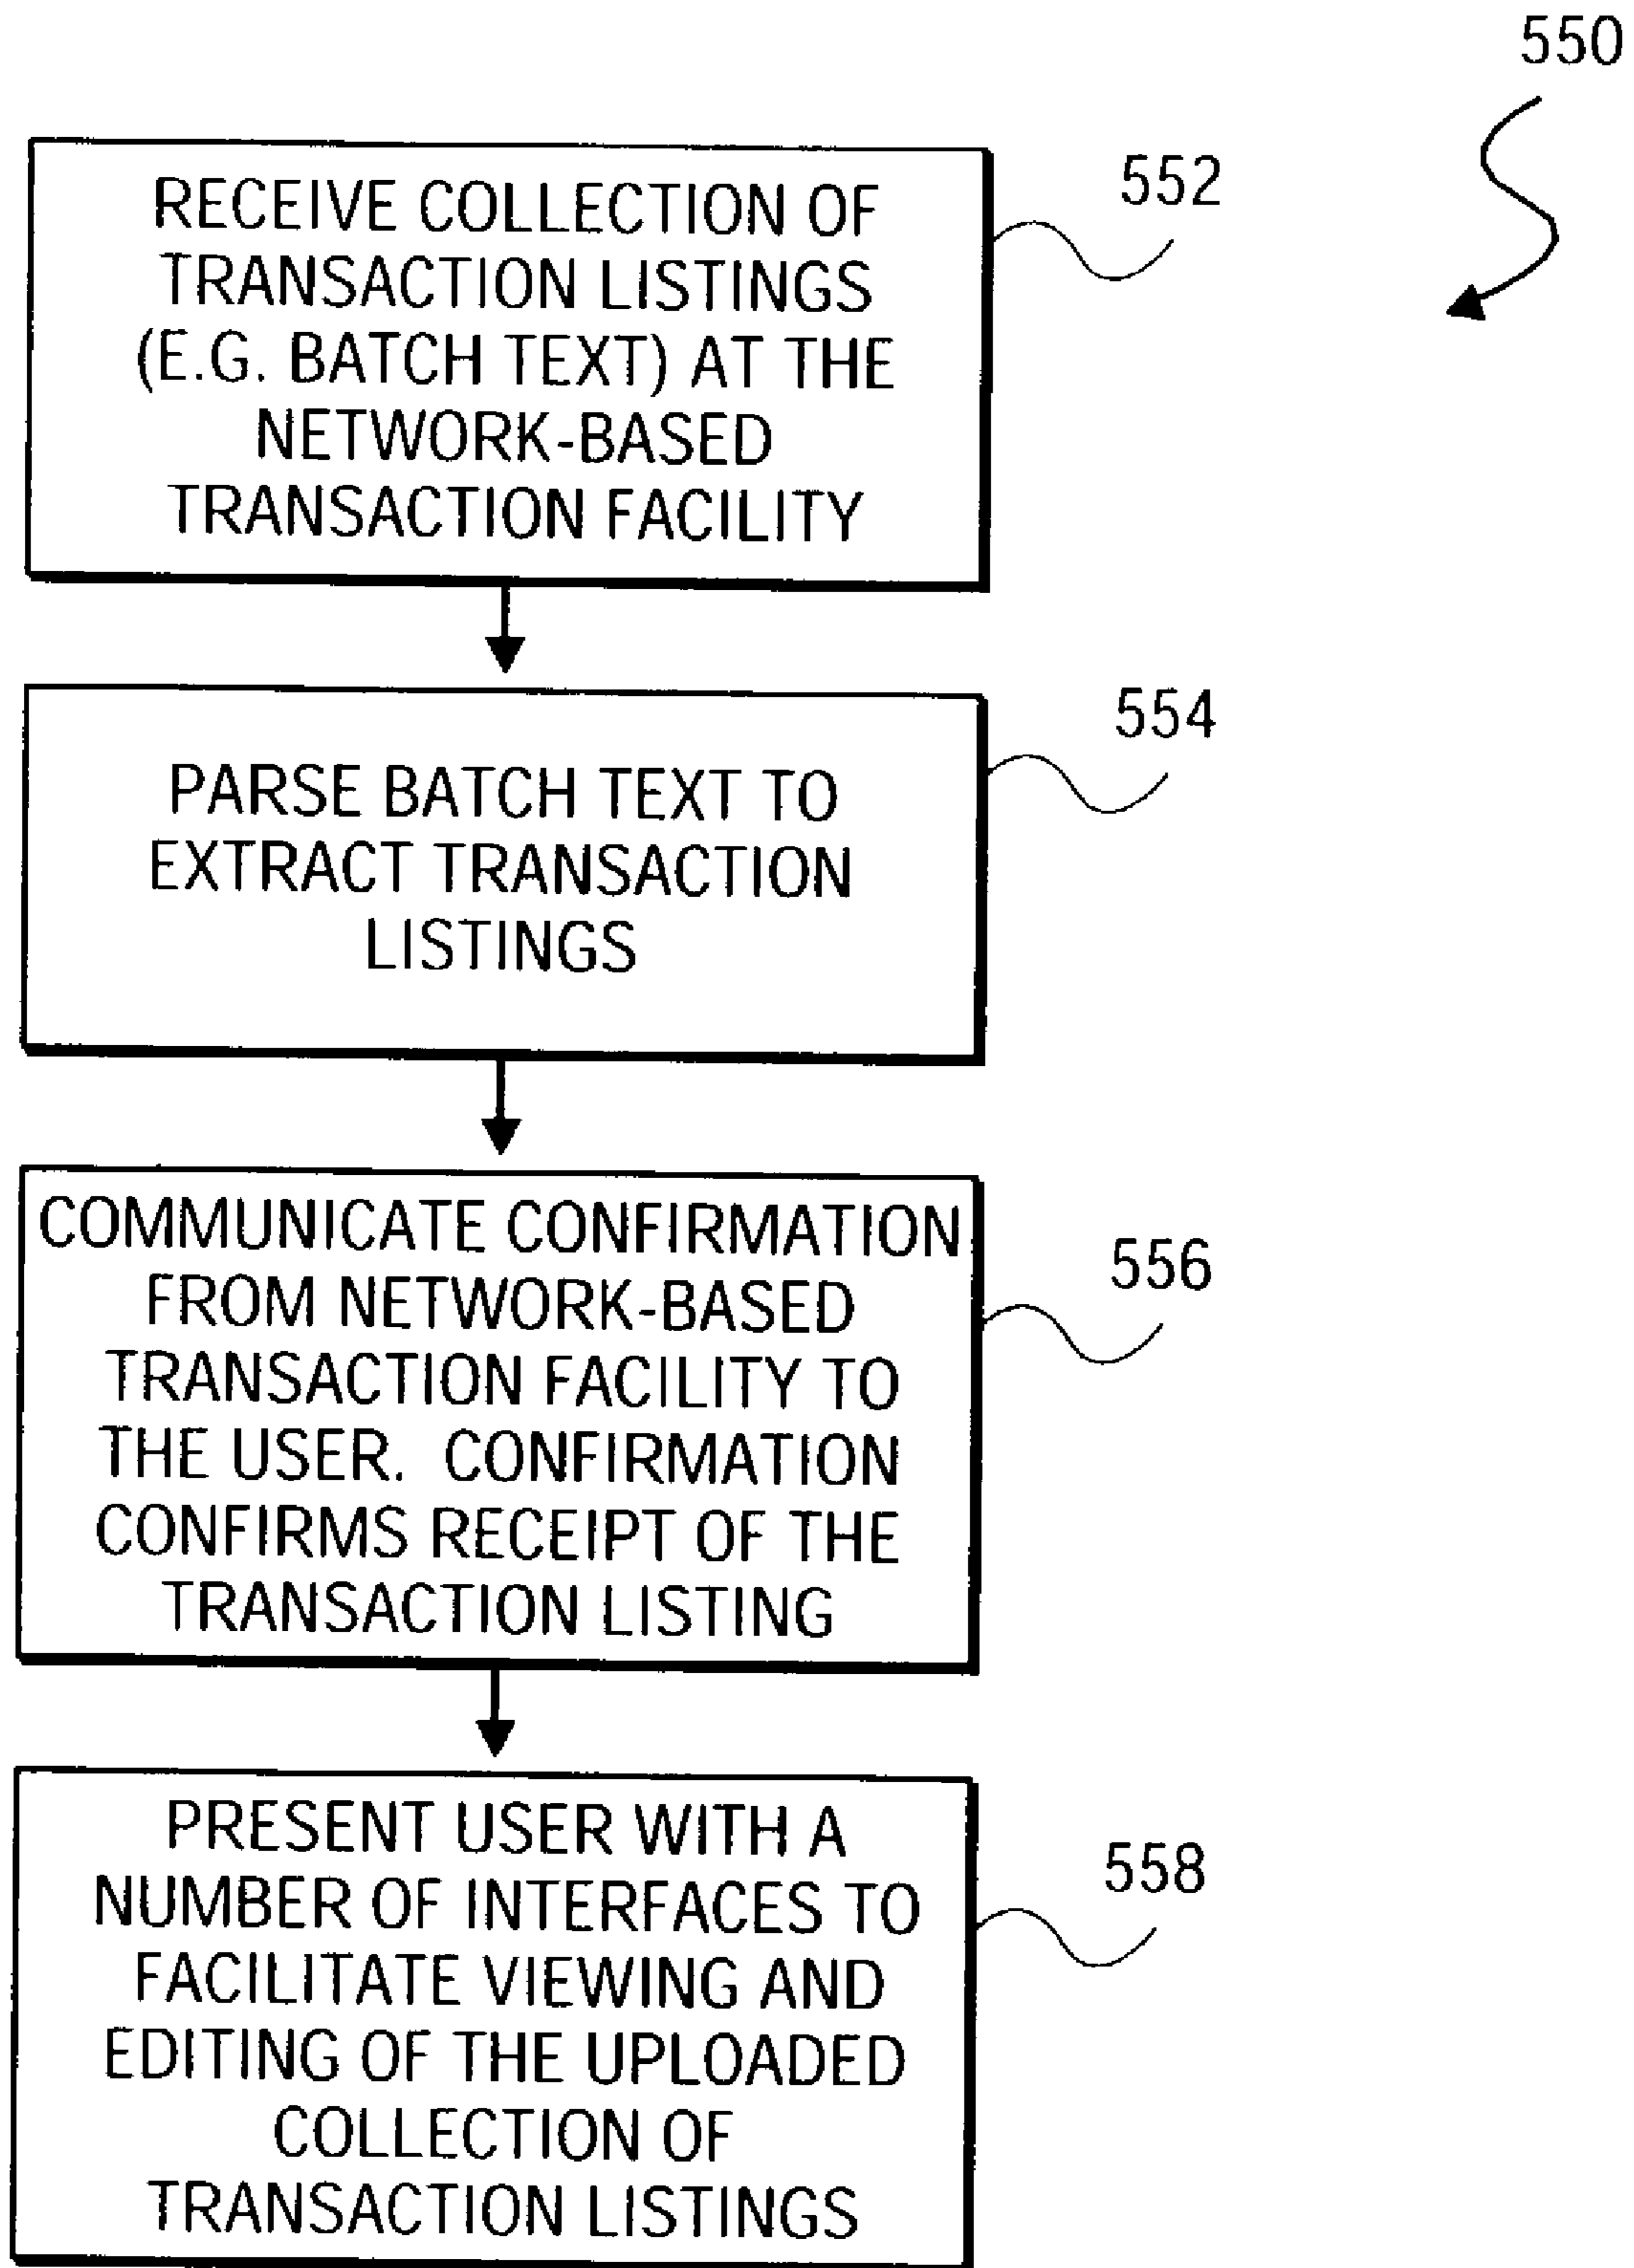 550
552
RECEIVE COLLECTION OF
TRANSACTION LISTINGS
(E.G. BATCH TEXT) AT THE
NETWORK-BASED
TRANSACTION FACILITY
554
PARSE BATCH TEXT TO
EXTRACT TRANSACTION
LISTINGS
556
COMMUNICATE CONFIRMATION
FROM NETWORK-BASED
TRANSACTION FACILITY TO
THE USER. CONFIRMATION
CONFIRMS RECEIPT OF THE
TRANSACTION LISTING
558
PRESENT USER WITH A
NUMBER OF INTERFACES TO
FACILITATE VIEWING AND
EDITING OF THE UPLOADED
COLLECTION OF
TRANSACTION LISTINGS